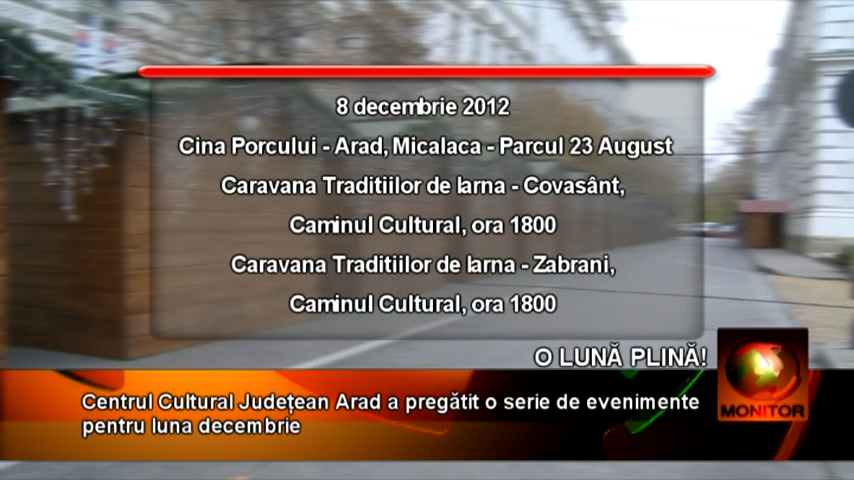 8 decembrie 2012
Cina Porcului - Arad, Micalaca - Parcul 23 August
Caravana Traditiilor de Iarna - Covasânt,
Caminul Cultural, ora 1800
Caravana Traditiilor de Iarna - Zabrani,
Caminul Cultural, ora 1800
O LUNĂ PLINĂ!
Centrul Cultural Județean Arad a pregătit o serie de evenimente
pentru luna decembrie
MONITOR